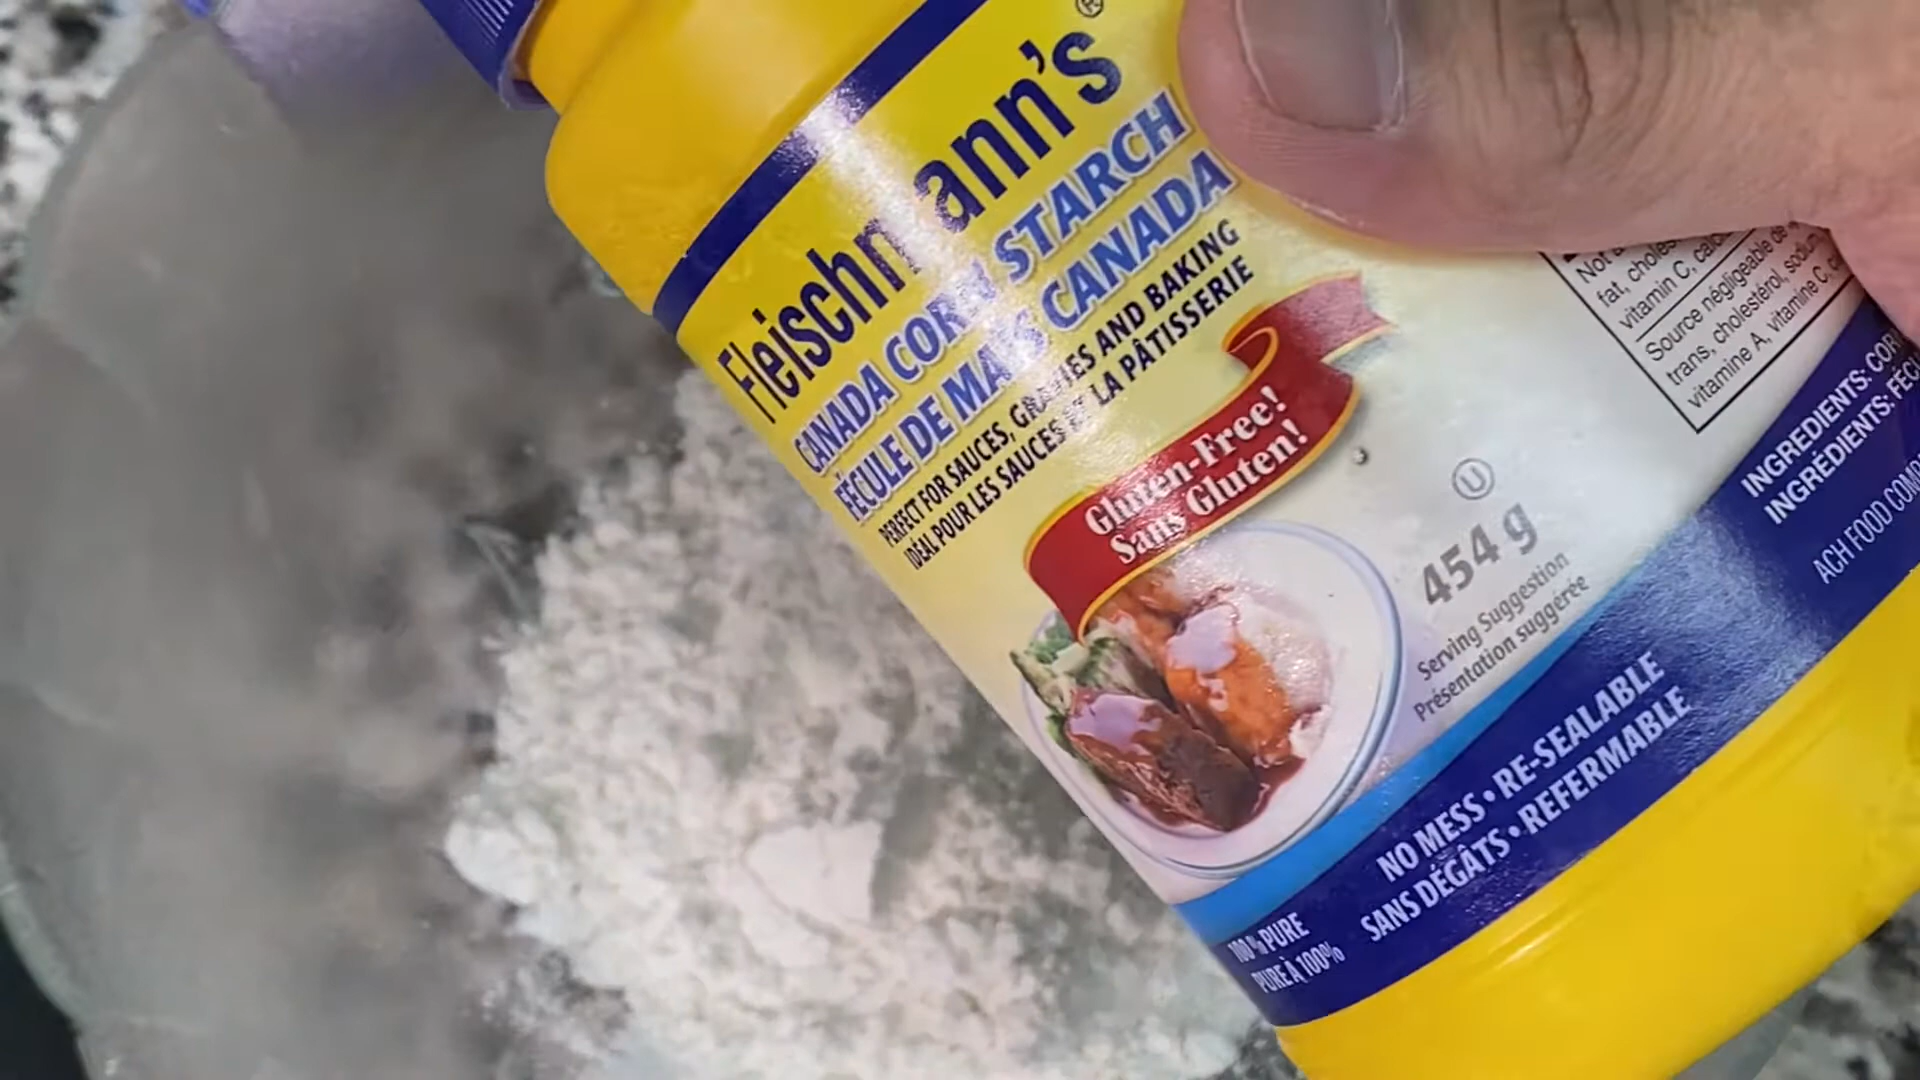 Fleischmann's®
CANADA CORN STARCH
FÉCULE DE MAÏS CANADA
PERFECT FOR SAUCES, GRAVIES AND BAKING
IDÉAL POUR LES SAUCES ET LA PÂTISSERIE
Gluten-Free!
Sans Gluten!
U
454 g
Serving Suggestion
Présentation suggérée
NO MESS • RE-SEALABLE
SANS DÉGÂTS • REFERMABLE
100% PURE
PURE À 100%
Not
fat,
vitamin C,
Source négligeable de
trans, cholestérol,
vitamine A, vitamine C,
INGREDIENTS:
INGRÉDIENTS:
ACH FOOD